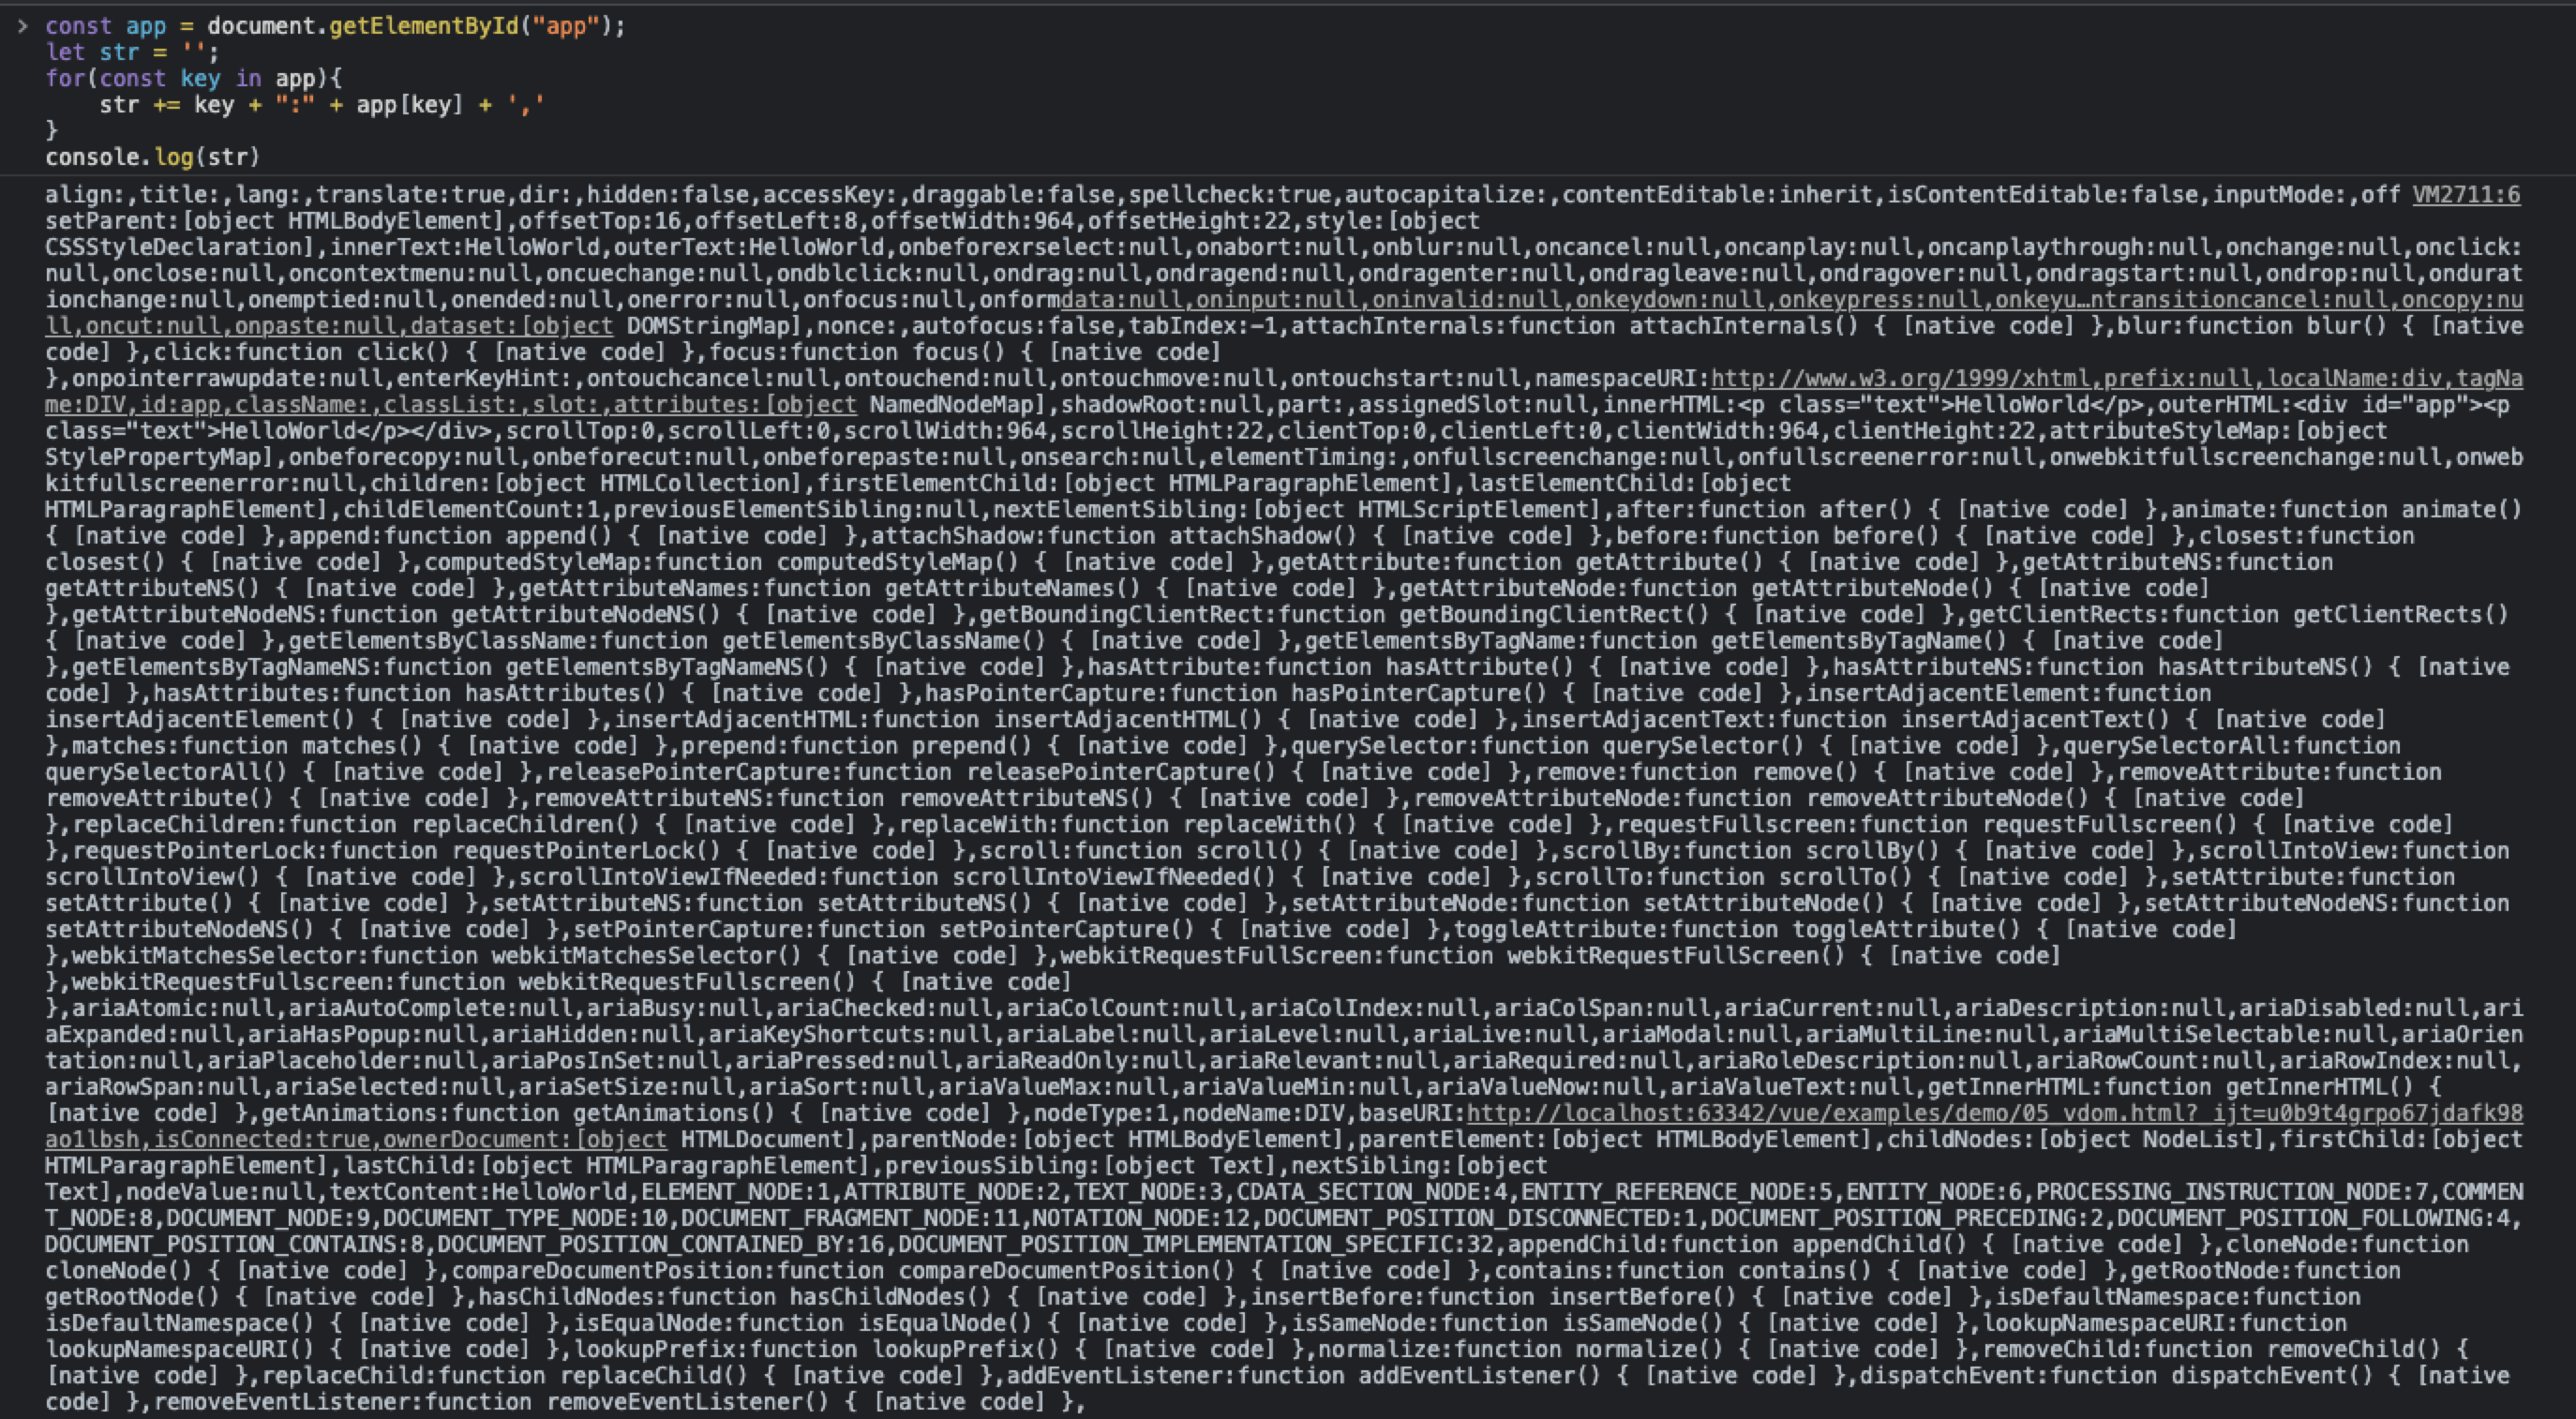 > const app = document.getElementById("app");
let str = '';
for(const key in app){
    str += key + ":" + app[key] + ','
}
console.log(str)
align:,title:,lang:,translate:true,dir:,hidden:false,accessKey:,draggable:false,spellcheck:true,autocapitalize:,contentEditable:inherit,isContentEditable:false,inputMode:,off VM2711:6
setParent:[object HTMLBodyElement],offsetTop:16,offsetLeft:8,offsetWidth:964,offsetHeight:22,style:[object
CSSStyleDeclaration],innerText:HelloWorld,outerText:HelloWorld,onbeforexrselect:null,onabort:null,onblur:null,oncancel:null,oncanplay:null,oncanplaythrough:null,onchange:null,onclick:
null,onclose:null,oncontextmenu:null,oncuechange:null,ondblclick:null,ondrag:null,ondragend:null,ondragenter:null,ondragleave:null,ondragover:null,ondragstart:null,ondrop:null,ondurat
ionchange:null,onemptied:null,onended:null,onerror:null,onfocus:null,onformdata:null,oninput:null,oninvalid:null,onkeydown:null,onkeypress:null,onkeyu…ntransitioncancel:null,oncopy:nu
ll,oncut:null,onpaste:null,dataset:[object DOMStringMap],nonce:,autofocus:false,tabIndex:-1,attachInternals:function attachInternals() { [native code] },blur:function blur() { [native
code] },click:function click() { [native code] },focus:function focus() { [native code]
},onpointerrawupdate:null,enterKeyHint:,ontouchcancel:null,ontouchend:null,ontouchmove:null,ontouchstart:null,namespaceURI:http://www.w3.org/1999/xhtml,prefix:null,localName:div,tagNa
me:DIV,id:app,className:,classList:,slot:,attributes:[object NamedNodeMap],shadowRoot:null,part:,assignedSlot:null,innerHTML:<p class="text">HelloWorld</p>,outerHTML:<div id="app"><p
class="text">HelloWorld</p></div>,scrollTop:0,scrollLeft:0,scrollWidth:964,scrollHeight:22,clientTop:0,clientLeft:0,clientWidth:964,clientHeight:22,attributeStyleMap:[object
StylePropertyMap],onbeforecopy:null,onbeforecut:null,onbeforepaste:null,onsearch:null,elementTiming:,onfullscreenchange:null,onfullscreenerror:null,onwebkitfullscreenchange:null,onweb
kitfullscreenerror:null,children:[object HTMLCollection],firstElementChild:[object HTMLParagraphElement],lastElementChild:[object
HTMLParagraphElement],childElementCount:1,previousElementSibling:null,nextElementSibling:[object HTMLScriptElement],after:function after() { [native code] },animate:function animate()
{ [native code] },append:function append() { [native code] },attachShadow:function attachShadow() { [native code] },before:function before() { [native code] },closest:function
closest() { [native code] },computedStyleMap:function computedStyleMap() { [native code] },getAttribute:function getAttribute() { [native code] },getAttributeNS:function
getAttributeNS() { [native code] },getAttributeNames:function getAttributeNames() { [native code] },getAttributeNode:function getAttributeNode() { [native code]
},getAttributeNodeNS:function getAttributeNodeNS() { [native code] },getBoundingClientRect:function getBoundingClientRect() { [native code] },getClientRects:function getClientRects()
{ [native code] },getElementsByClassName:function getElementsByClassName() { [native code] },getElementsByTagName:function getElementsByTagName() { [native code]
},getElementsByTagNameNS:function getElementsByTagNameNS() { [native code] },hasAttribute:function hasAttribute() { [native code] },hasAttributeNS:function hasAttributeNS() { [native
code] },hasAttributes:function hasAttributes() { [native code] },hasPointerCapture:function hasPointerCapture() { [native code] },insertAdjacentElement:function
insertAdjacentElement() { [native code] },insertAdjacentHTML:function insertAdjacentHTML() { [native code] },insertAdjacentText:function insertAdjacentText() { [native code]
},matches:function matches() { [native code] },prepend:function prepend() { [native code] },querySelector:function querySelector() { [native code] },querySelectorAll:function
querySelectorAll() { [native code] },releasePointerCapture:function releasePointerCapture() { [native code] },remove:function remove() { [native code] },removeAttribute:function
removeAttribute() { [native code] },removeAttributeNS:function removeAttributeNS() { [native code] },removeAttributeNode:function removeAttributeNode() { [native code]
},replaceChildren:function replaceChildren() { [native code] },replaceWith:function replaceWith() { [native code] },requestFullscreen:function requestFullscreen() { [native code]
},requestPointerLock:function requestPointerLock() { [native code] },scroll:function scroll() { [native code] },scrollBy:function scrollBy() { [native code] },scrollIntoView:function
scrollIntoView() { [native code] },scrollIntoViewIfNeeded:function scrollIntoViewIfNeeded() { [native code] },scrollTo:function scrollTo() { [native code] },setAttribute:function
setAttribute() { [native code] },setAttributeNS:function setAttributeNS() { [native code] },setAttributeNode:function setAttributeNode() { [native code] },setAttributeNodeNS:function
setAttributeNodeNS() { [native code] },setPointerCapture:function setPointerCapture() { [native code] },toggleAttribute:function toggleAttribute() { [native code]
},webkitMatchesSelector:function webkitMatchesSelector() { [native code] },webkitRequestFullScreen:function webkitRequestFullScreen() { [native code]
},webkitRequestFullscreen:function webkitRequestFullscreen() { [native code]
},ariaAtomic:null,ariaAutoComplete:null,ariaBusy:null,ariaChecked:null,ariaColCount:null,ariaColIndex:null,ariaColSpan:null,ariaCurrent:null,ariaDescription:null,ariaDisabled:null,ari
aExpanded:null,ariaHasPopup:null,ariaHidden:null,ariaKeyShortcuts:null,ariaLabel:null,ariaLevel:null,ariaLive:null,ariaModal:null,ariaMultiLine:null,ariaMultiSelectable:null,ariaOrien
tation:null,ariaPlaceholder:null,ariaPosInSet:null,ariaPressed:null,ariaReadOnly:null,ariaRelevant:null,ariaRequired:null,ariaRoleDescription:null,ariaRowCount:null,ariaRowIndex:null,
ariaRowSpan:null,ariaSelected:null,ariaSetSize:null,ariaSort:null,ariaValueMax:null,ariaValueMin:null,ariaValueNow:null,ariaValueText:null,getInnerHTML:function getInnerHTML() {
[native code] },getAnimations:function getAnimations() { [native code] },nodeType:1,nodeName:DIV,baseURI:http://localhost:63342/vue/examples/demo/05_vdom.html?_ijt=u0b9t4grpo67jdafk98
ao1lbsh,isConnected:true,ownerDocument:[object HTMLDocument],parentNode:[object HTMLBodyElement],parentElement:[object HTMLBodyElement],childNodes:[object NodeList],firstChild:[object
HTMLParagraphElement],lastChild:[object HTMLParagraphElement],previousSibling:[object Text],nextSibling:[object
Text],nodeValue:null,textContent:HelloWorld,ELEMENT_NODE:1,ATTRIBUTE_NODE:2,TEXT_NODE:3,CDATA_SECTION_NODE:4,ENTITY_REFERENCE_NODE:5,ENTITY_NODE:6,PROCESSING_INSTRUCTION_NODE:7,COMMEN
T_NODE:8,DOCUMENT_NODE:9,DOCUMENT_TYPE_NODE:10,DOCUMENT_FRAGMENT_NODE:11,NOTATION_NODE:12,DOCUMENT_POSITION_DISCONNECTED:1,DOCUMENT_POSITION_PRECEDING:2,DOCUMENT_POSITION_FOLLOWING:4,
DOCUMENT_POSITION_CONTAINS:8,DOCUMENT_POSITION_CONTAINED_BY:16,DOCUMENT_POSITION_IMPLEMENTATION_SPECIFIC:32,appendChild:function appendChild() { [native code] },cloneNode:function
cloneNode() { [native code] },compareDocumentPosition:function compareDocumentPosition() { [native code] },contains:function contains() { [native code] },getRootNode:function
getRootNode() { [native code] },hasChildNodes:function hasChildNodes() { [native code] },insertBefore:function insertBefore() { [native code] },isDefaultNamespace:function
isDefaultNamespace() { [native code] },isEqualNode:function isEqualNode() { [native code] },isSameNode:function isSameNode() { [native code] },lookupNamespaceURI:function
lookupNamespaceURI() { [native code] },lookupPrefix:function lookupPrefix() { [native code] },normalize:function normalize() { [native code] },removeChild:function removeChild() {
[native code] },replaceChild:function replaceChild() { [native code] },addEventListener:function addEventListener() { [native code] },dispatchEvent:function dispatchEvent() { [native
code] },removeEventListener:function removeEventListener() { [native code] },